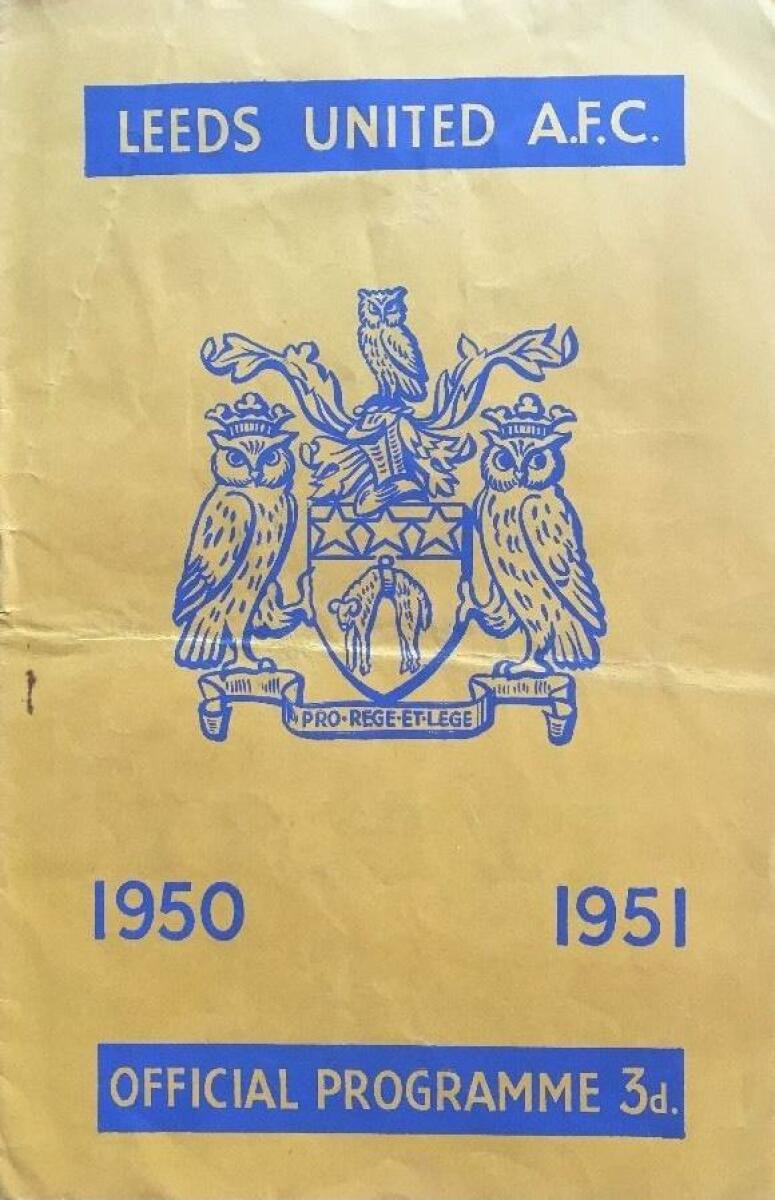 LEEDS UNITED A.F.C.
PRO·REGE·ET·LEGE
1950 1951
OFFICIAL PROGRAMME 3d.